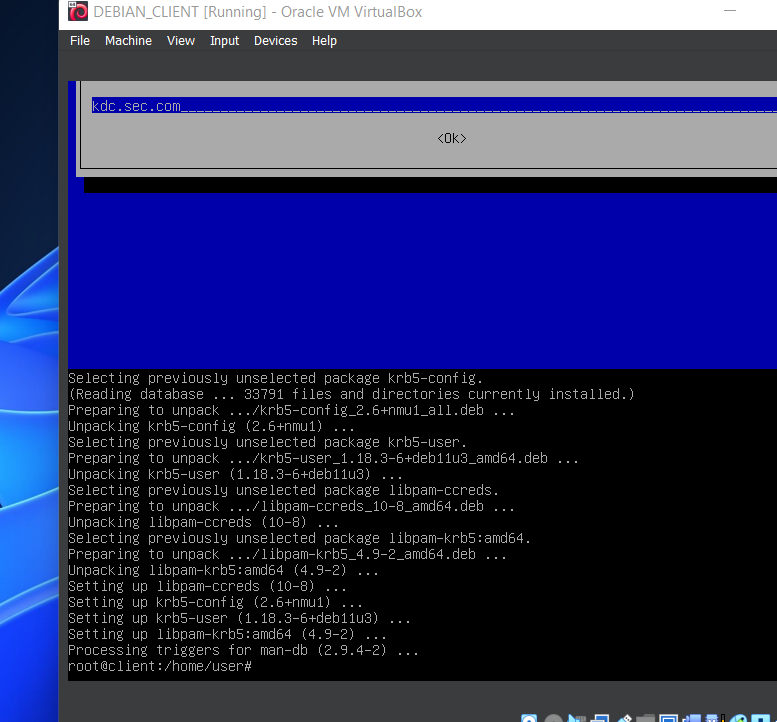 DEBIAN_CLIENT [Running] - Oracle VM VirtualBox
File Machine View Input Devices Help
kdc.sec.com
<Ok>
Selecting previously unselected package krb5-config.
(Reading database ... 33791 files and directories currently installed.)
Preparing to unpack .../krb5-config_2.6+nmu1_all.deb ...
Unpacking krb5-config (2.6+nmu1) ...
Selecting previously unselected package krb5-user.
Preparing to unpack .../krb5-user_1.18.3-6+deb11u3_amd64.deb ...
Unpacking krb5-user (1.18.3-6+deb11u3) ...
Selecting previously unselected package libpam-ccreds.
Preparing to unpack .../libpam-ccreds_10-8_amd64.deb ...
Unpacking libpam-ccreds (10-8) ...
Selecting previously unselected package libpam-krb5:amd64.
Preparing to unpack .../libpam-krb5_4.9-2_amd64.deb ...
Unpacking libpam-krb5:amd64 (4.9-2) ...
Setting up libpam-ccreds (10-8) ...
Setting up krb5-config (2.6+nmu1) ...
Setting up krb5-user (1.18.3-6+deb11u3) ...
Setting up libpam-krb5:amd64 (4.9-2) ...
Processing triggers for man-db (2.9.4-2) ...
root@client:/home/user#